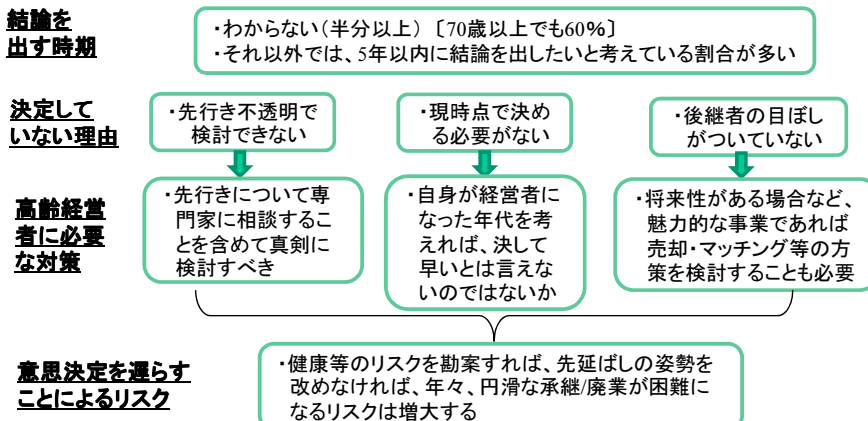 結論を
出す時期
・わからない（半分以上）〔70歳以上でも60％〕
・それ以外では、5年以内に結論を出したいと考えている割合が多い
決定して
いない理由
・先行き不透明で
検討できない
・現時点で決め
る必要がない
・後継者の目ぼし
がついていない
高齢経営
者に必要
な対策
・先行きについて専
門家に相談するこ
とを含めて真剣に
検討すべき
・自身が経営者に
なった年代を考
えれば、決して
早いとは言えな
いのではないか
・将来性がある場合など、
魅力的な事業であれば
売却・マッチング等の方
策を検討することも必要
意思決定を遅らす
ことによるリスク
・健康等のリスクを勘案すれば、先延ばしの姿勢を
改めなければ、年々、円滑な承継/廃業が困難に
なるリスクは増大する